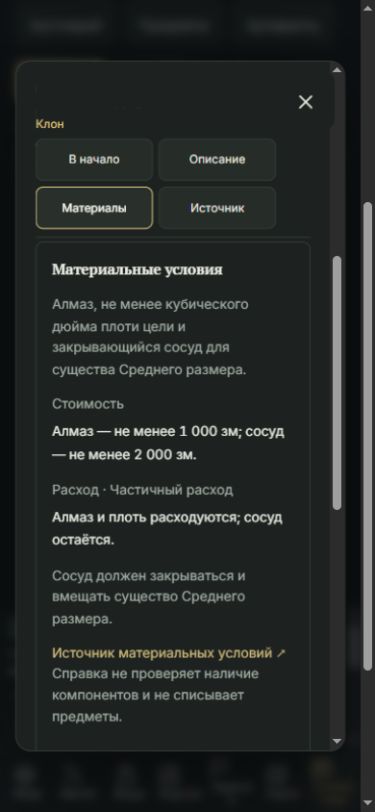 Клон
В начало
Описание
Материалы
Источник
Материальные условия
Алмаз, не менее кубического
дюйма плоти цели и
закрывающийся сосуд для
существа Среднего размера.
Стоимость
Алмаз — не менее 1 000 зм; сосуд
— не менее 2 000 зм.
Расход · Частичный расход
Алмаз и плоть расходуются; сосуд
остаётся.
Сосуд должен закрываться и
вмещать существо Среднего
размера.
Источник материальных условий ↗
Справка не проверяет наличие
компонентов и не списывает
предметы.